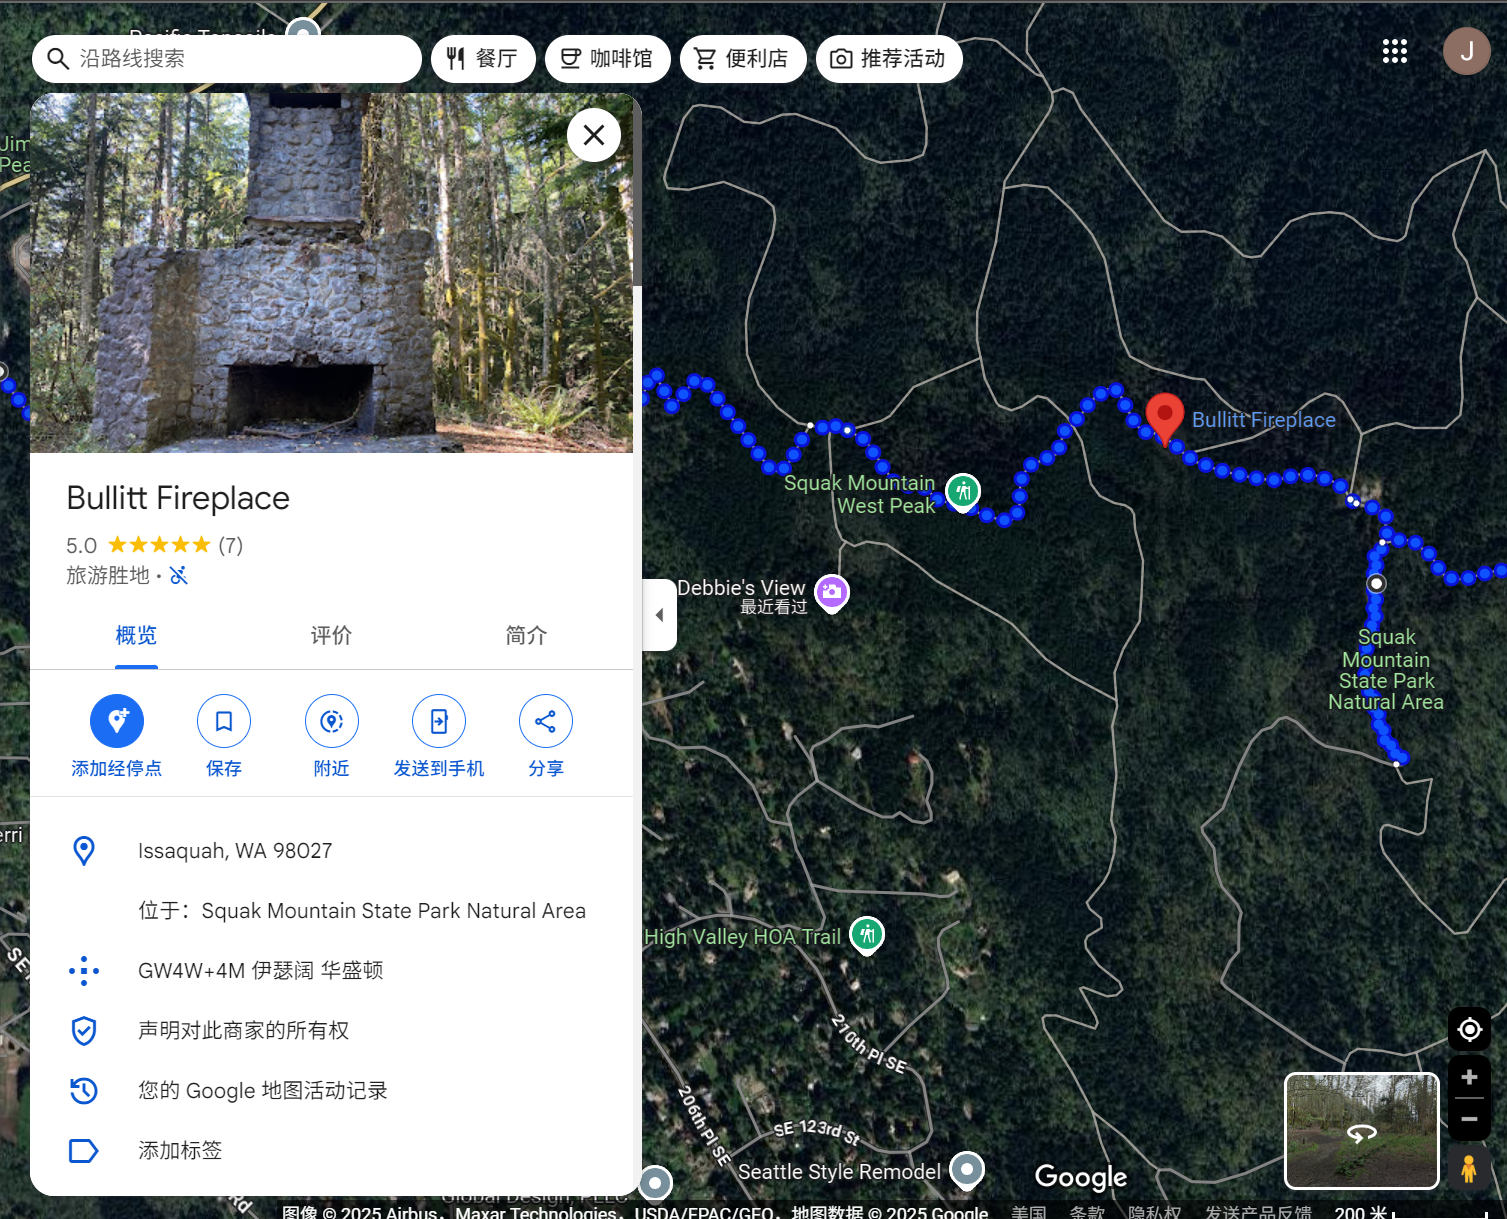 沿路线搜索
餐厅
咖啡馆
便利店
推荐活动
J
Jim
Pea
Bullitt Fireplace
5.0
(7)
旅游胜地 ·
概览
评价
简介
添加经停点
保存
附近
发送到手机
分享
Issaquah, WA 98027
位于：Squak Mountain State Park Natural Area
GW4W+4M 伊瑟阔 华盛顿
声明对此商家的所有权
您的 Google 地图活动记录
添加标签
Bullitt Fireplace
Squak Mountain
West Peak
Debbie's View
最近看过
Squak
Mountain
State Park
Natural Area
High Valley HOA Trail
210th Pl SE
206th Pl SE
SE 123rd St
Seattle Style Remodel
Google
erri
Rd
图像 © 2025 Airbus, Maxar Technologies, USDA/FPAC/GEO, 地图数据 © 2025 Google
美国
条款
隐私权
发送产品反馈
200 米